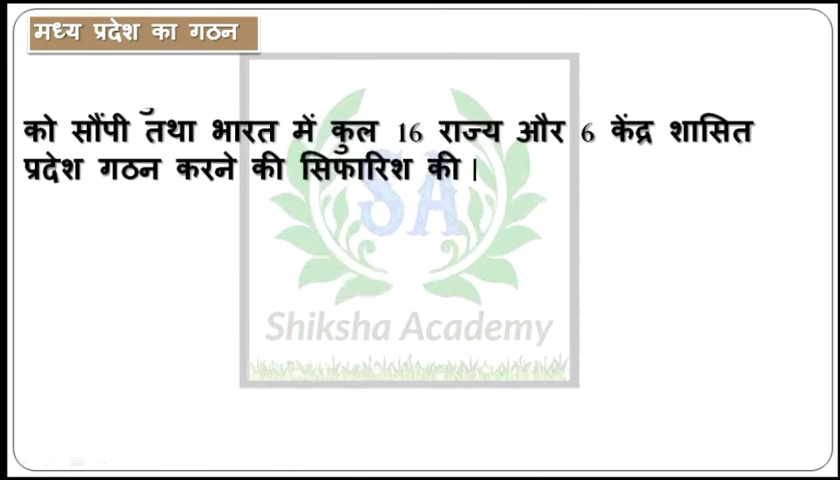 मध्य प्रदेश का गठन
को सौंपी तथा भारत में कुल 16 राज्य और 6 केंद्र शासित
प्रदेश गठन करने की सिफारिश की |
SA
Shiksha Academy